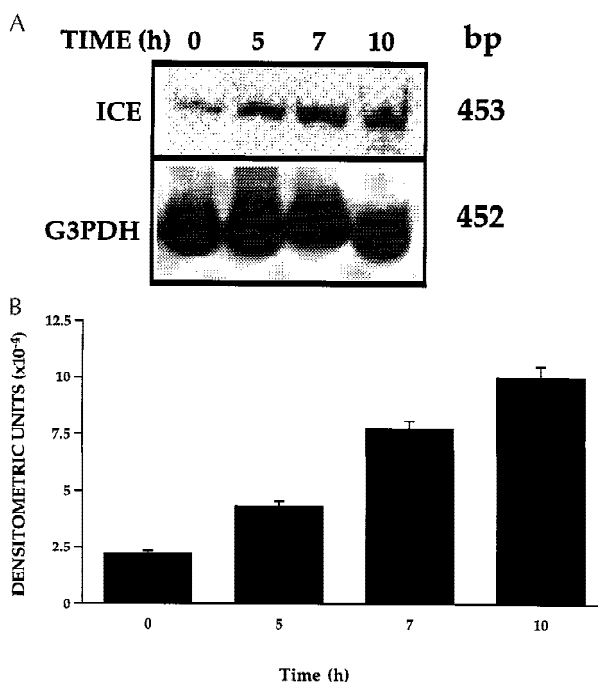 A
TIME (h) 0 5 7 10 bp
ICE 453
G3PDH 452
B
12.5
10
7.5
5
2.5
0
DENSITOMETRIC UNITS (x10⁻⁴)
0 5 7 10
Time (h)